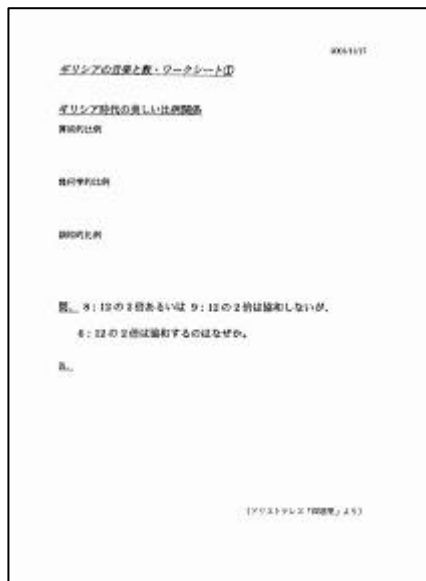 ギリシアの音楽と数・ワークシート①
ギリシア時代の美しい比例関係
算術的比例
幾何学的比例
調和的比例
問。 8：12の2倍あるいは 9：12の2倍は協和しないが、
6：12の2倍は協和するのはなぜか。
（アリストテレス『問題集』より）